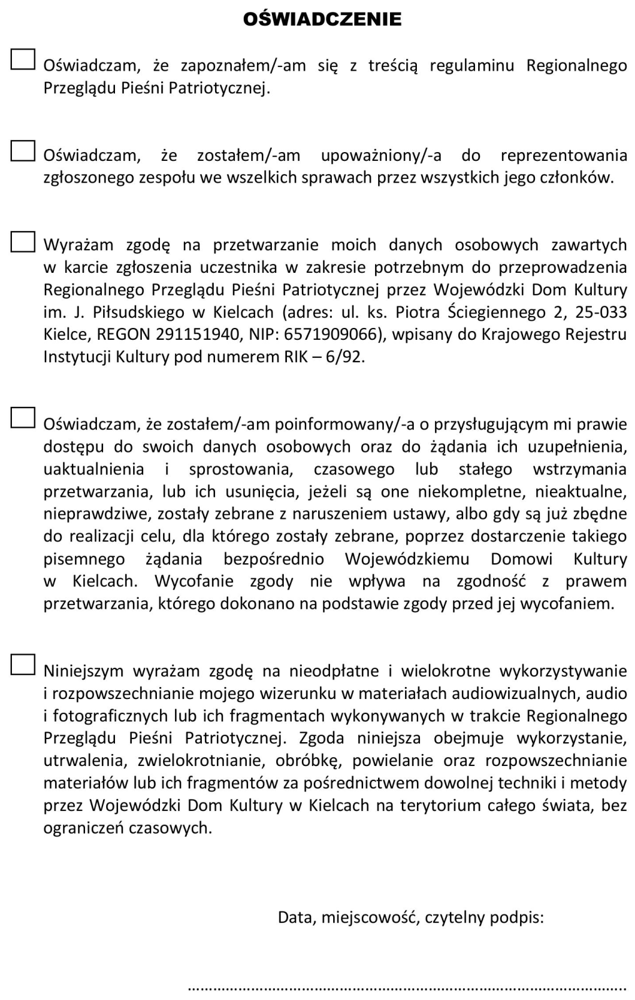 OŚWIADCZENIE
Oświadczam, że zapoznałem/-am się z treścią regulaminu Regionalnego
Przeglądu Pieśni Patriotycznej.
Oświadczam, że zostałem/-am upoważniony/-a do reprezentowania
zgłoszonego zespołu we wszelkich sprawach przez wszystkich jego członków.
Wyrażam zgodę na przetwarzanie moich danych osobowych zawartych
w karcie zgłoszenia uczestnika w zakresie potrzebnym do przeprowadzenia
Regionalnego Przeglądu Pieśni Patriotycznej przez Wojewódzki Dom Kultury
im. J. Piłsudskiego w Kielcach (adres: ul. ks. Piotra Ściegiennego 2, 25-033
Kielce, REGON 291151940, NIP: 6571909066), wpisany do Krajowego Rejestru
Instytucji Kultury pod numerem RIK – 6/92.
Oświadczam, że zostałem/-am poinformowany/-a o przysługującym mi prawie
dostępu do swoich danych osobowych oraz do żądania ich uzupełnienia,
uaktualnienia i sprostowania, czasowego lub stałego wstrzymania
przetwarzania, lub ich usunięcia, jeżeli są one niekompletne, nieaktualne,
nieprawdziwe, zostały zebrane z naruszeniem ustawy, albo gdy są już zbędne
do realizacji celu, dla którego zostały zebrane, poprzez dostarczenie takiego
pisemnego żądania bezpośrednio Wojewódzkiemu Domowi Kultury
w Kielcach. Wycofanie zgody nie wpływa na zgodność z prawem
przetwarzania, którego dokonano na podstawie zgody przed jej wycofaniem.
Niniejszym wyrażam zgodę na nieodpłatne i wielokrotne wykorzystywanie
i rozpowszechnianie mojego wizerunku w materiałach audiowizualnych, audio
i fotograficznych lub ich fragmentach wykonywanych w trakcie Regionalnego
Przeglądu Pieśni Patriotycznej. Zgoda niniejsza obejmuje wykorzystanie,
utrwalenia, zwielokrotnianie, obróbkę, powielanie oraz rozpowszechnianie
materiałów lub ich fragmentów za pośrednictwem dowolnej techniki i metody
przez Wojewódzki Dom Kultury w Kielcach na terytorium całego świata, bez
ograniczeń czasowych.
Data, miejscowość, czytelny podpis:
………………………………………………………………………………………..